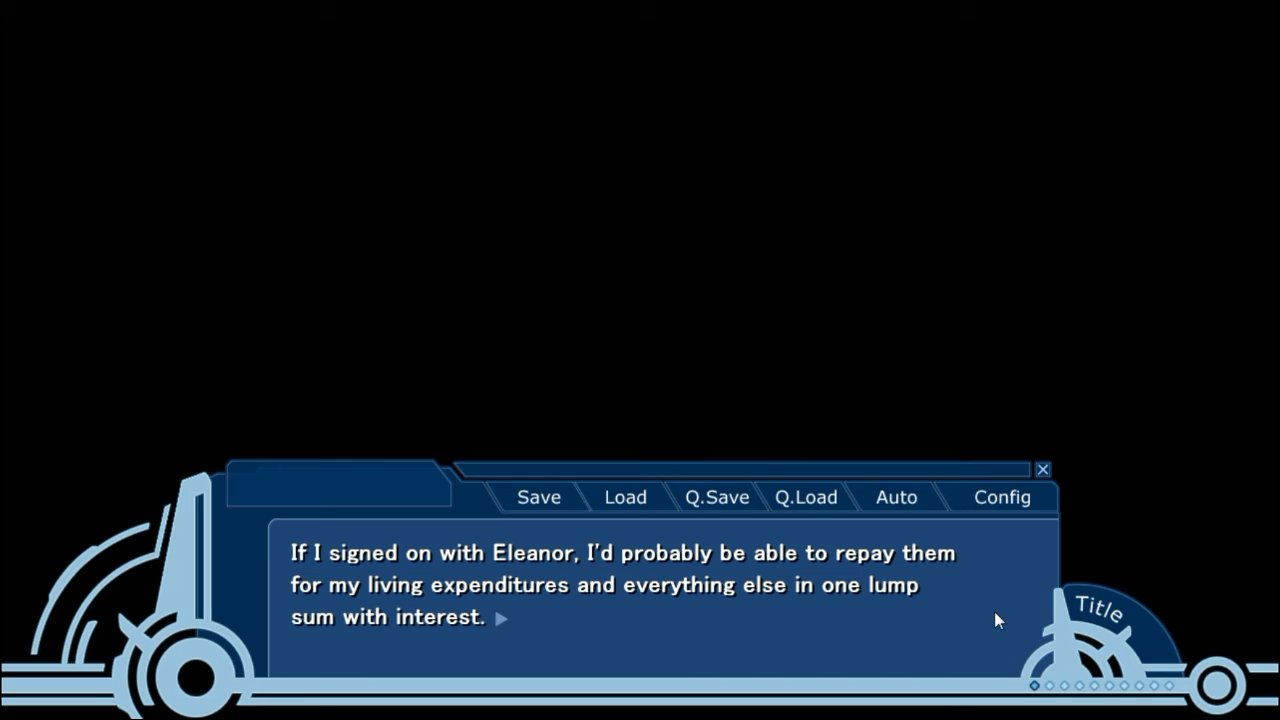 Save Load Q.Save Q.Load Auto Config
If I signed on with Eleanor, I'd probably be able to repay them
for my living expenditures and everything else in one lump
sum with interest.
Title